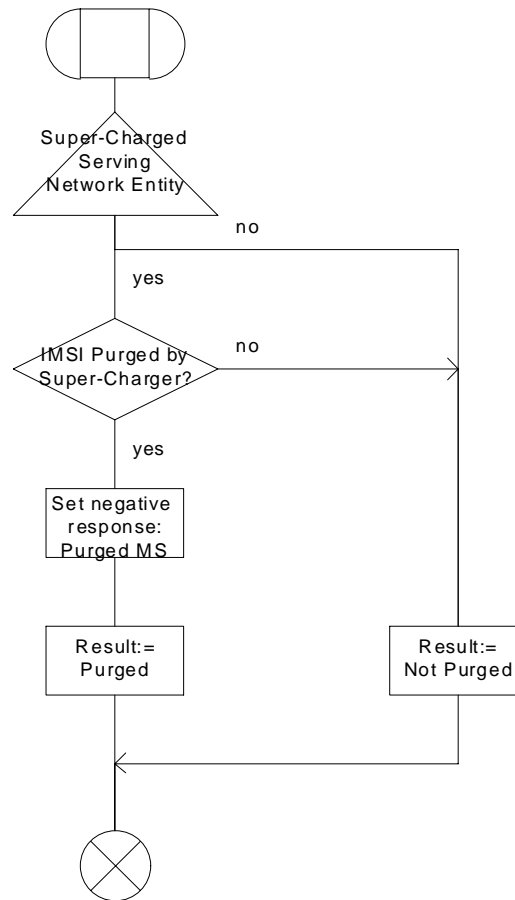 Super-Charged
Serving
Network Entity
no
yes
IMSI Purged by
Super-Charger?
no
yes
Set negative
response:
Purged MS
Result:=
Purged
Result:=
Not Purged